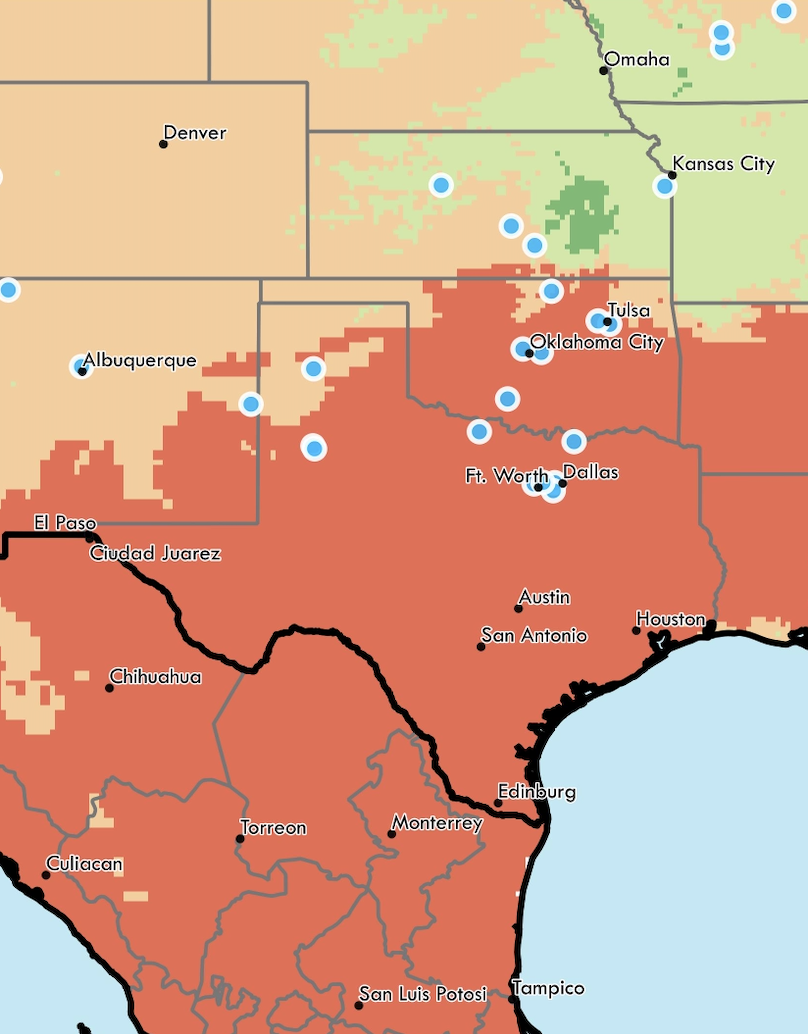 Omaha
Denver
Kansas City
Tulsa
Oklahoma City
Albuquerque
Ft. Worth
Dallas
El Paso
Ciudad Juarez
Austin
Houston
San Antonio
Chihuahua
Edinburg
Monterrey
Torreon
Culiacan
San Luis Potosi
Tampico